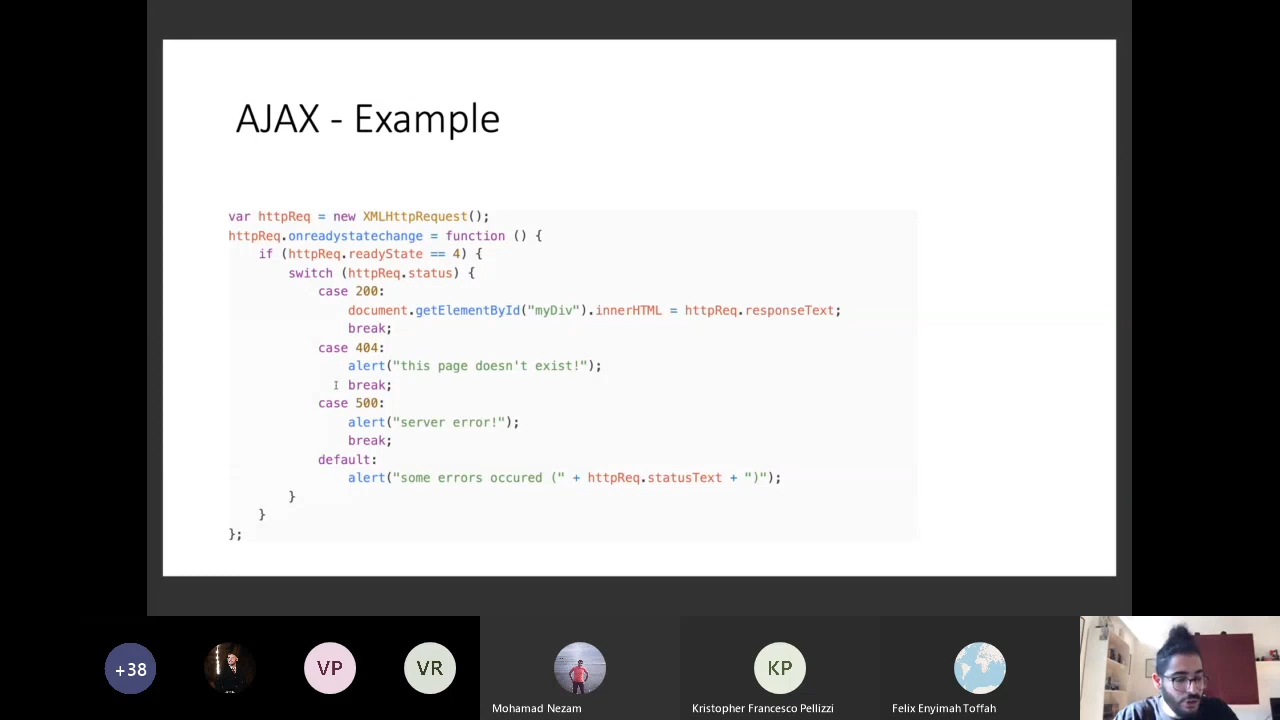 AJAX - Example
var httpReq = new XMLHttpRequest();
httpReq.onreadystatechange = function () {
    if (httpReq.readyState == 4) {
        switch (httpReq.status) {
            case 200:
                document.getElementById("myDiv").innerHTML = httpReq.responseText;
                break;
            case 404:
                alert("this page doesn't exist!");
                break;
            case 500:
                alert("server error!");
                break;
            default:
                alert("some errors occured (" + httpReq.statusText + ")");
        }
    }
};
+38
VP
VR
KP
Mohamad Nezam
Kristopher Francesco Pellizzi
Felix Enyimah Toffah